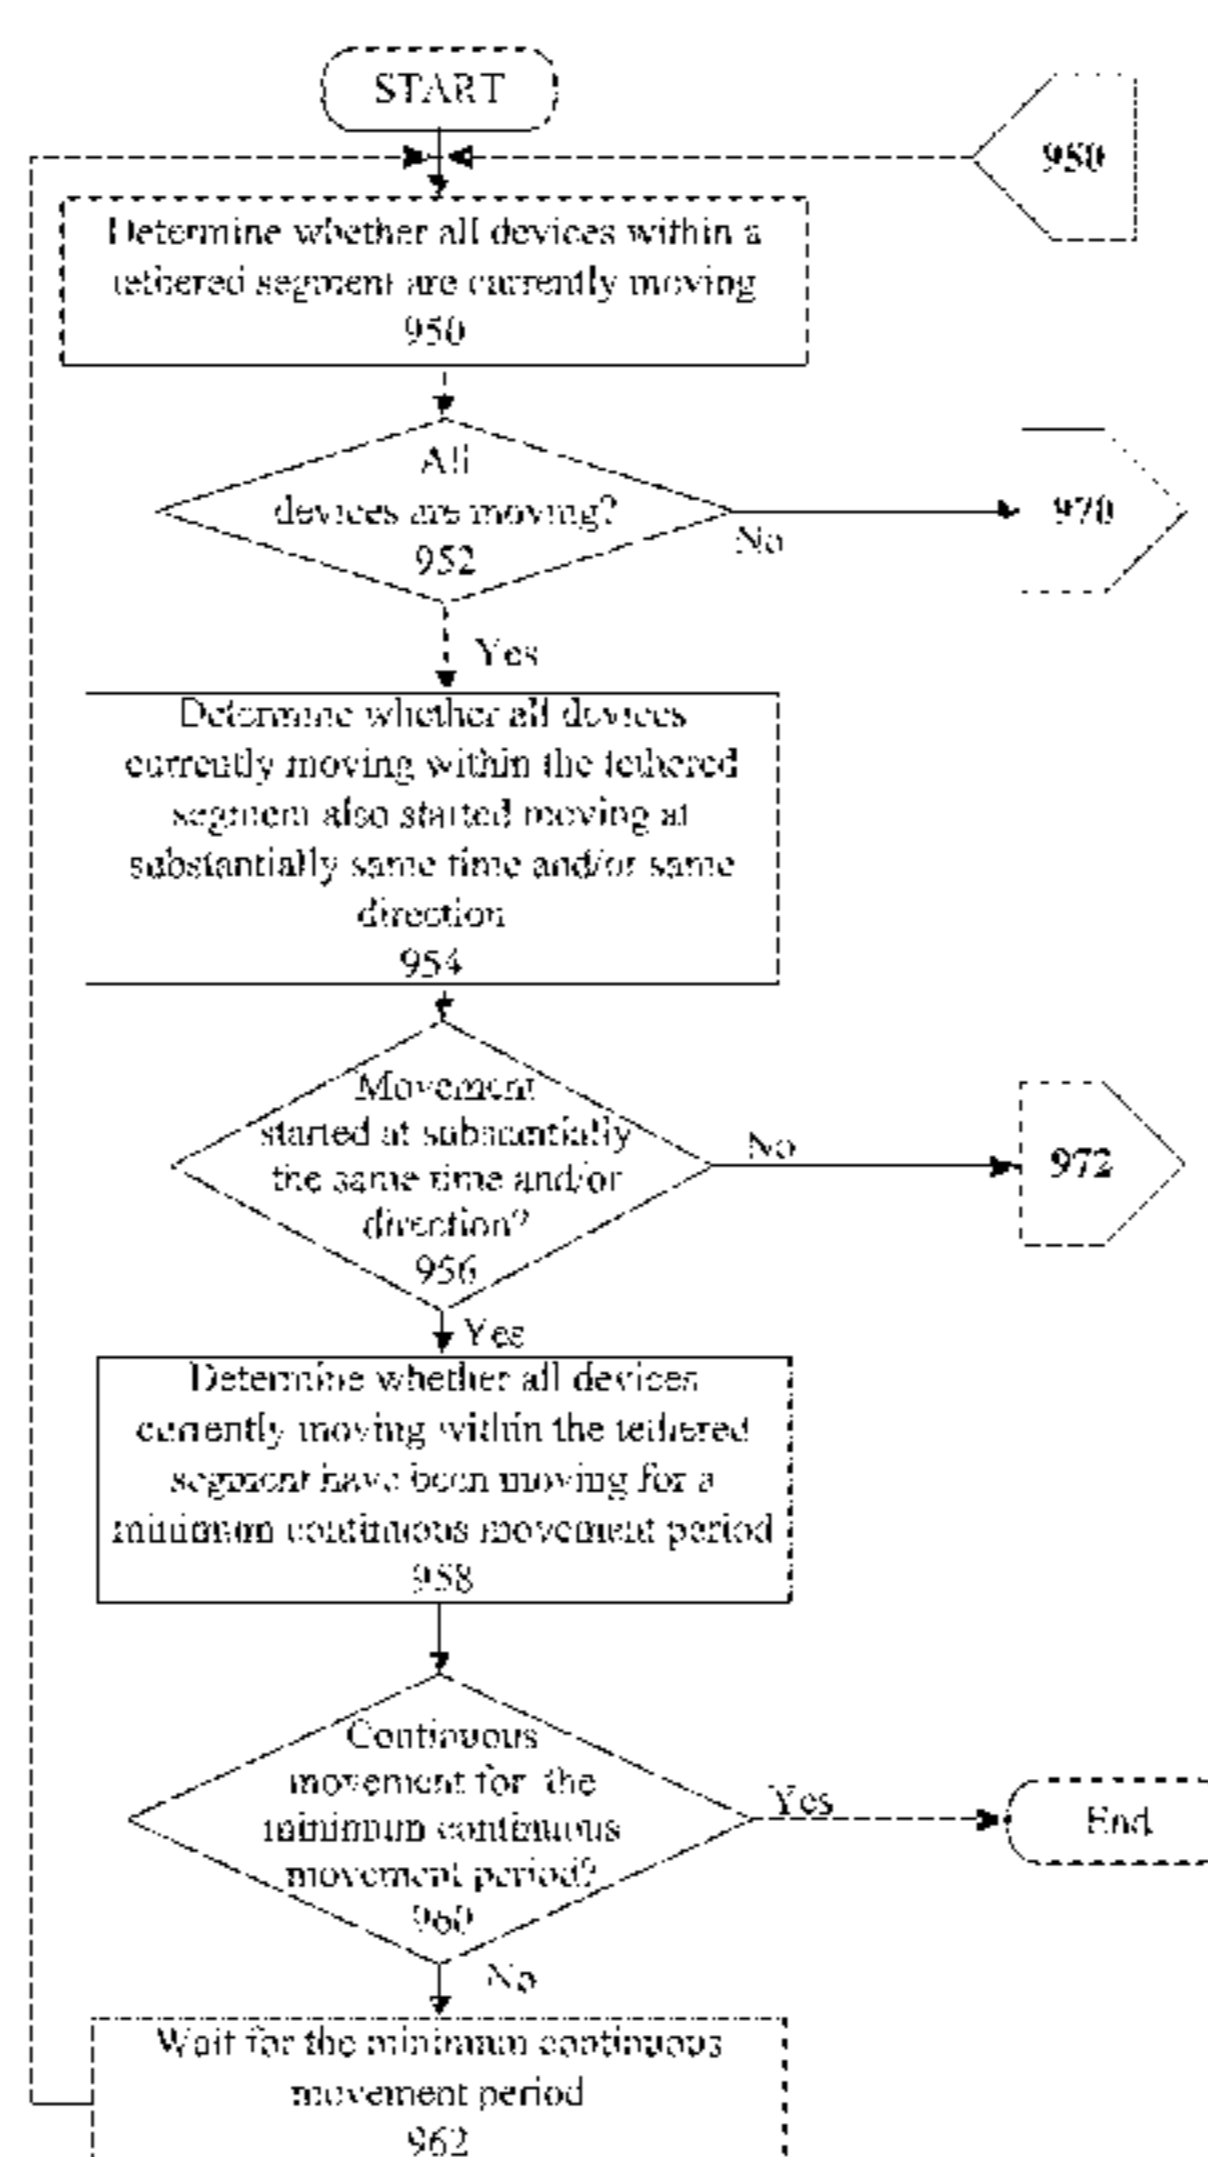 START
950
Determine whether all devices within a
tethered segment are currently moving
950
All
devices are moving?
952
No
970
Yes
Determine whether all devices
currently moving within the tethered
segment also started moving at
substantially same time and/or same
direction
954
Movement
started at substantially
the same time and/or
direction?
956
No
972
Yes
Determine whether all devices
currently moving within the tethered
segment have been moving for a
minimum continuous movement period
958
Continuous
movement for the
minimum continuous
movement period?
960
Yes
End
No
Wait for the minimum continuous
movement period
962